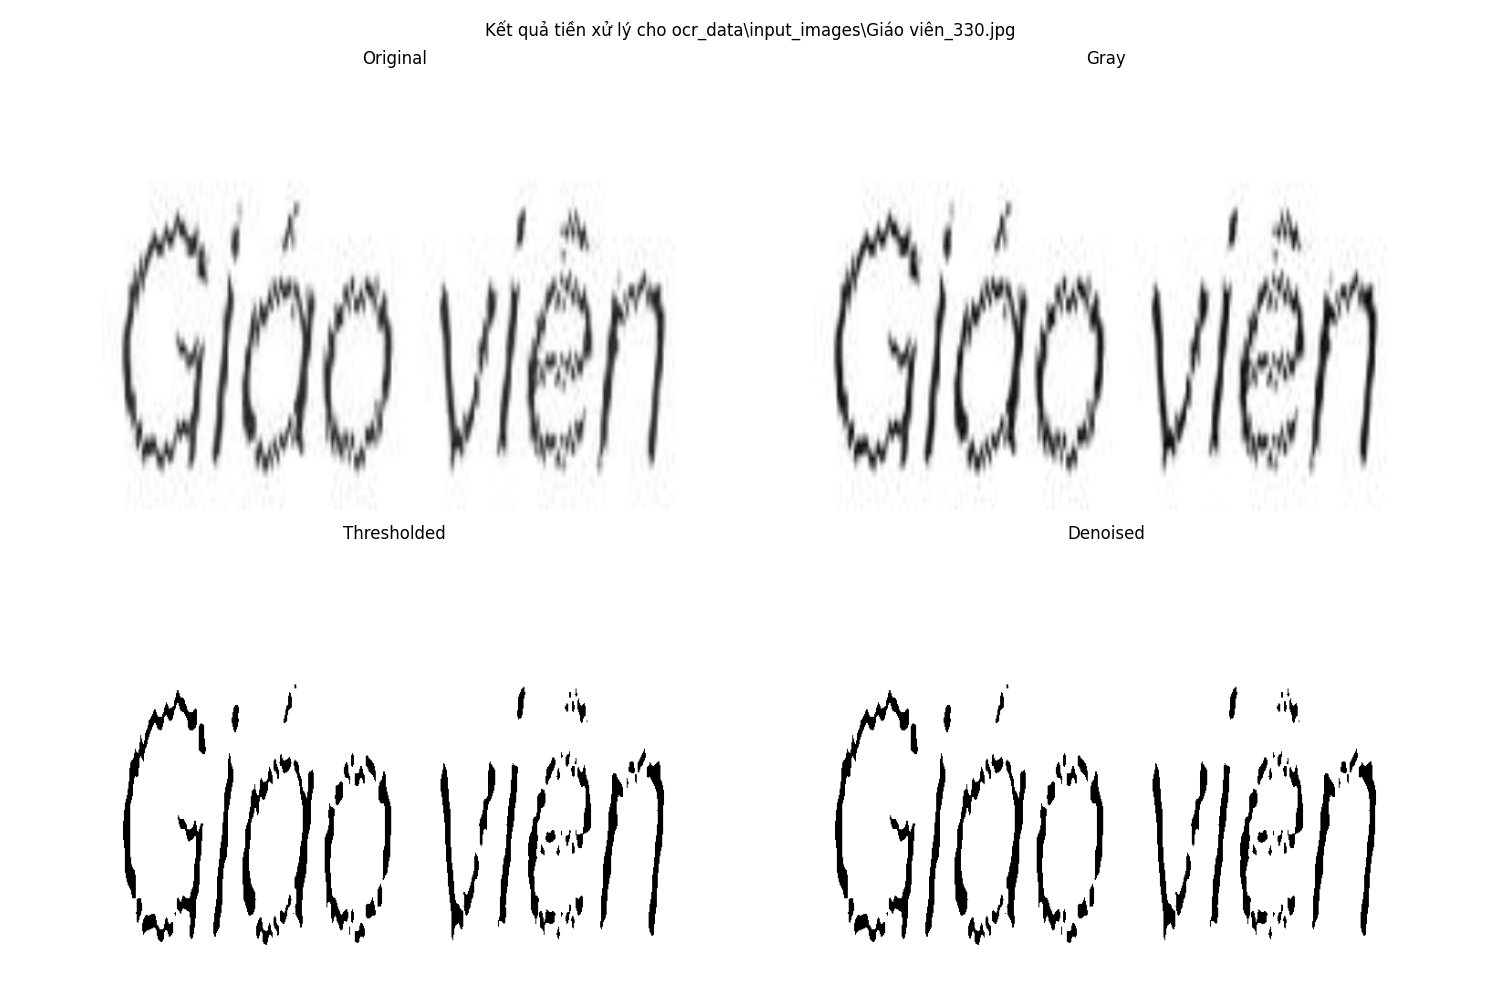 Kết quả tiền xử lý cho ocr_data\input_images\Giáo viên_330.jpg
Original
Gray
Giáo viên
Giáo viên
Thresholded
Denoised
Giáo viên
Giáo viên